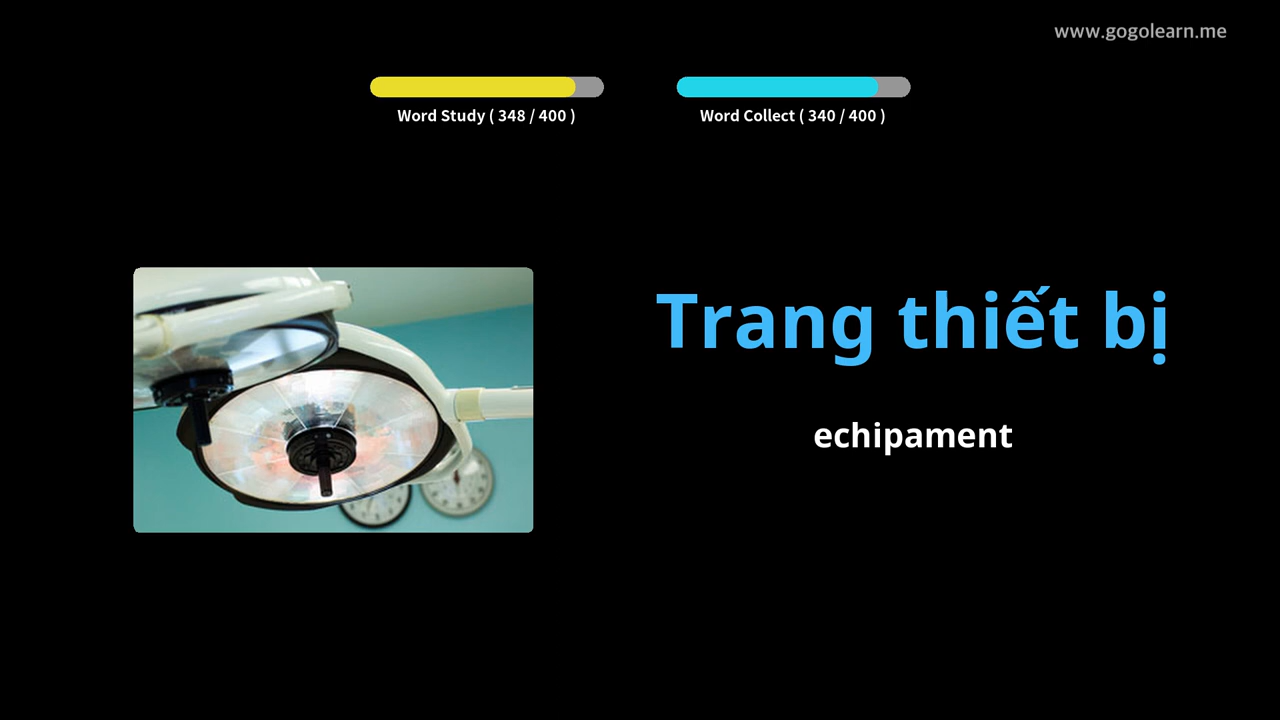 www.gogolearn.me
Word Study ( 348 / 400 )
Word Collect ( 340 / 400 )
Trang thiết bị
echipament